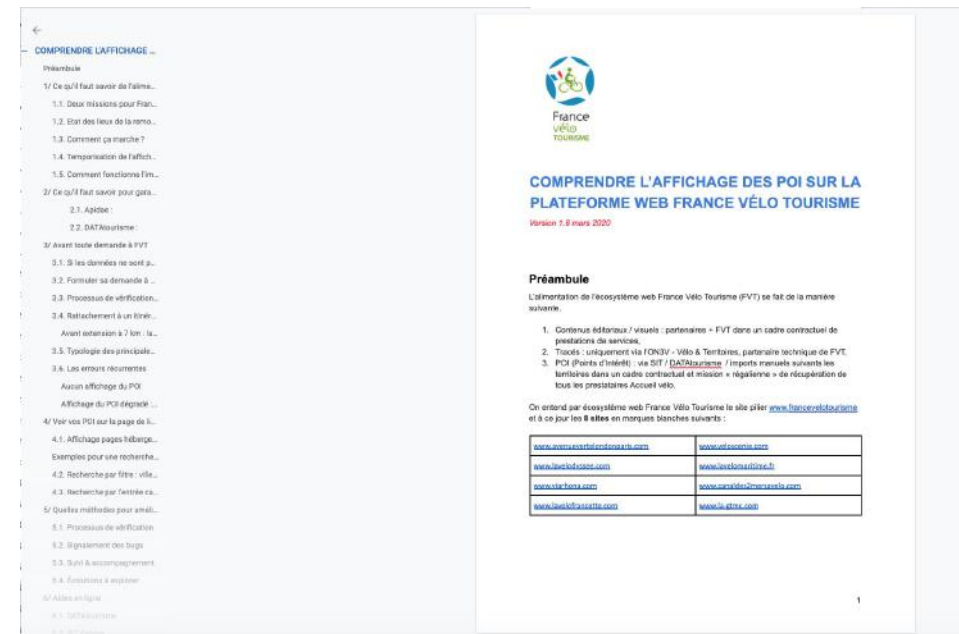 COMPRENDRE L'AFFICHAGE ...
Préambule
1/ Ce qu'il faut savoir de l'alime...
1.1. Deux missions pour Fran...
1.2. Etat des lieux de la remo...
1.3. Comment ça marche ?
1.4. Temporisation de l'affich...
1.5. Comment fonctionne l'im...
2/ Ce qu'il faut savoir pour gara...
2.1. Apidae :
2.2. DATAtourisme :
3/ Avant toute demande à FVT
3.1. Si les données ne sont p...
3.2. Formuler sa demande à ...
3.3. Processus de vérification...
3.4. Rattachement à un itinér...
Avant extension à 7 km : la...
3.5. Typologie des principale...
3.6. Les erreurs récurrentes
Aucun affichage du POI
Affichage du POI dégradé ...
4/ Voir vos POI sur la page de li...
4.1. Affichage pages héberge...
Exemples pour une recherche...
4.2. Recherche par filtre : ville...
4.3. Recherche par l'entrée ca...
5/ Quelles méthodes pour améli...
5.1. Processus de vérification
5.2. Signalement des bugs
5.3. Suivi & accompagnement
5.4. Évolutions à explorer
6/ Aides en ligne
6.1. DATAtourisme
France
vélo
TOURISME
COMPRENDRE L'AFFICHAGE DES POI SUR LA
PLATEFORME WEB FRANCE VÉLO TOURISME
Version 1.9 mars 2020
Préambule
L'alimentation de l'écosystème web France Vélo Tourisme (FVT) se fait de la manière
suivante.
1. Contenus éditoriaux / visuels : partenaires + FVT dans un cadre contractuel de
prestations de services,
2. Tracés : uniquement via l'ON3V - Vélo & Territoires, partenaire technique de FVT,
3. POI (Points d'Intérêt) : via SIT / DATAtourisme / imports manuels suivants les
territoires dans un cadre contractuel et mission « régalienne » de récupération de
tous les prestataires Accueil vélo.
On entend par écosystème web France Vélo Tourisme le site pilier www.francevelotourisme
et à ce jour les 8 sites en marques blanches suivants :
www.avenuevertelondonparis.com www.veloscenie.com
www.lavelodyssee.com www.lavelomaritime.fr
www.viarhona.com www.canaldes2mersavelo.com
www.lavelofrancette.com www.la-gtmc.com
1